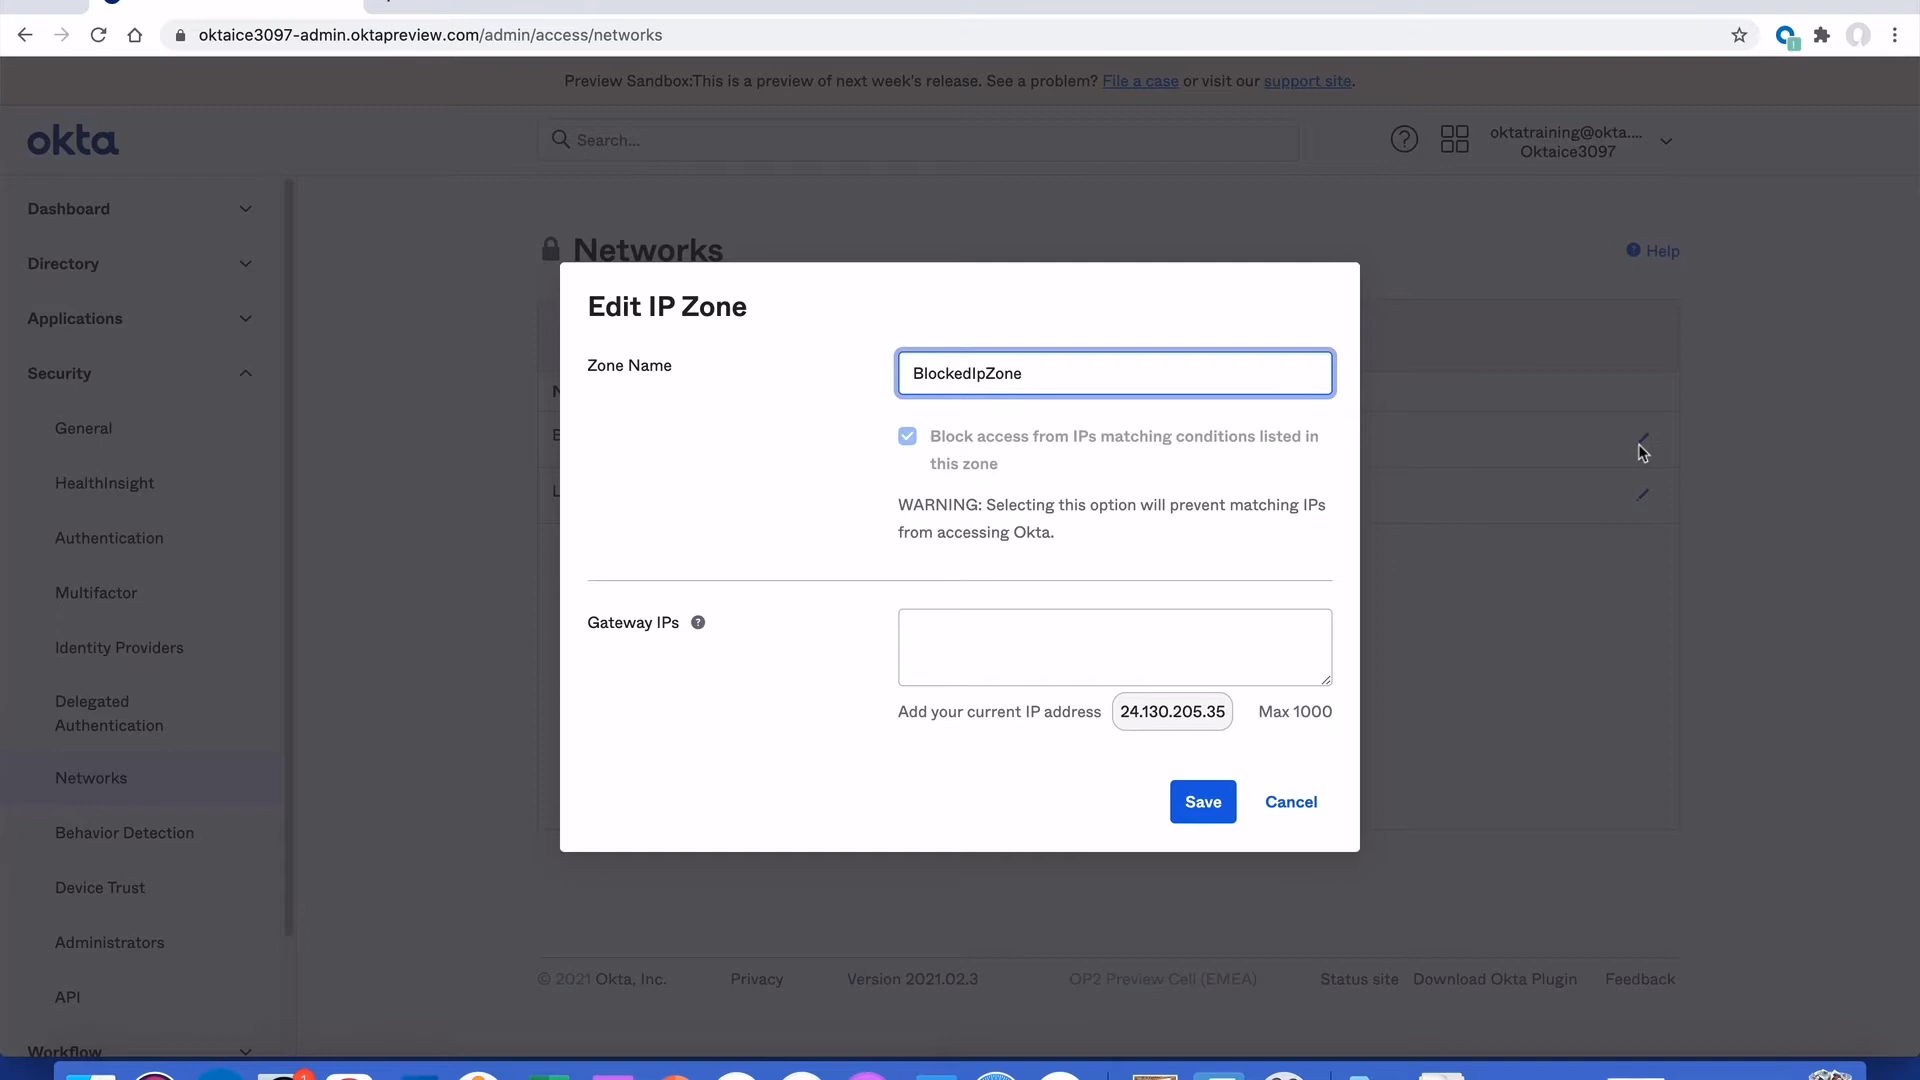 oktaice3097-admin.oktapreview.com/admin/access/networks
Preview Sandbox:This is a preview of next week's release. See a problem? File a case or visit our support site.
okta
Search...
oktatraining@okta....
Oktaice3097
Dashboard
Directory
Applications
Security
General
HealthInsight
Authentication
Multifactor
Identity Providers
Delegated
Authentication
Networks
Behavior Detection
Device Trust
Administrators
API
Workflow
Networks
Help
Edit IP Zone
Zone Name
BlockedIpZone
Block access from IPs matching conditions listed in
this zone
WARNING: Selecting this option will prevent matching IPs
from accessing Okta.
Gateway IPs
Add your current IP address 24.130.205.35 Max 1000
Save Cancel
© 2021 Okta, Inc. Privacy Version 2021.02.3 OP2 Preview Cell (EMEA) Status site Download Okta Plugin Feedback
1